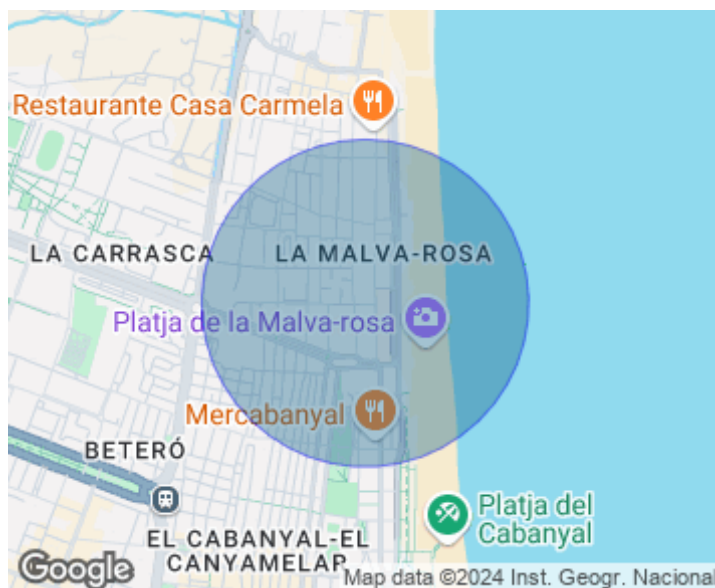 Restaurante Casa Carmela
LA CARRASCA
LA MALVA-ROSA
Platja de la Malva-rosa
Mercabanyal
BETERÓ
Platja del
Cabanyal
EL CABANYAL-EL
CANYAMELAR
Google
Map data ©2024 Inst. Geogr. Nacional